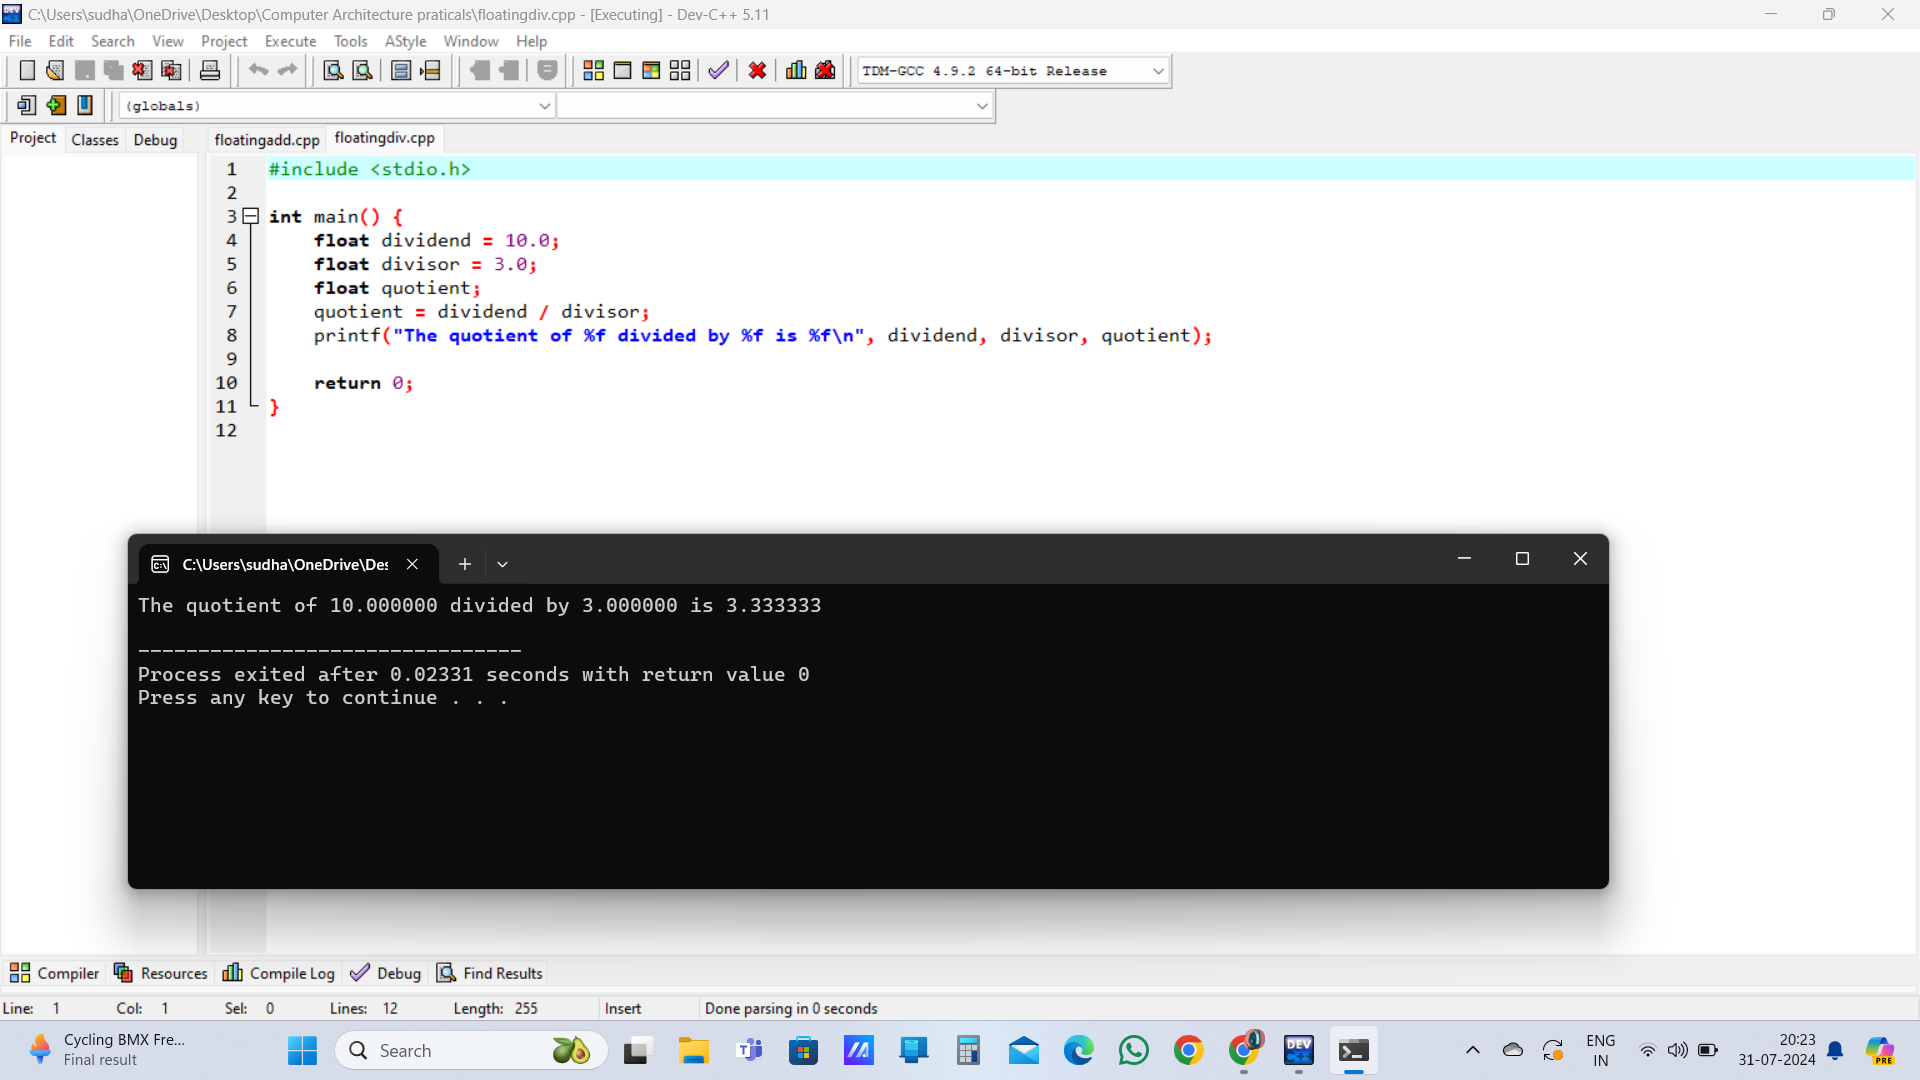 C:\Users\sudha\OneDrive\Desktop\Computer Architecture praticals\floatingdiv.cpp - [Executing] - Dev-C++ 5.11
File Edit Search View Project Execute Tools AStyle Window Help
TDM-GCC 4.9.2 64-bit Release
(globals)
Project Classes Debug floatingadd.cpp floatingdiv.cpp
1 #include <stdio.h>
2
3 int main() {
4 float dividend = 10.0;
5 float divisor = 3.0;
6 float quotient;
7 quotient = dividend / divisor;
8 printf("The quotient of %f divided by %f is %f\n", dividend, divisor, quotient);
9
10 return 0;
11 }
12
C:\Users\sudha\OneDrive\Des
The quotient of 10.000000 divided by 3.000000 is 3.333333
--------------------------------
Process exited after 0.02331 seconds with return value 0
Press any key to continue . . .
Compiler Resources Compile Log Debug Find Results
Line: 1 Col: 1 Sel: 0 Lines: 12 Length: 255 Insert Done parsing in 0 seconds
Cycling BMX Fre...
Final result
Search
DEV C++
ENG
IN
20:23
31-07-2024
PRE